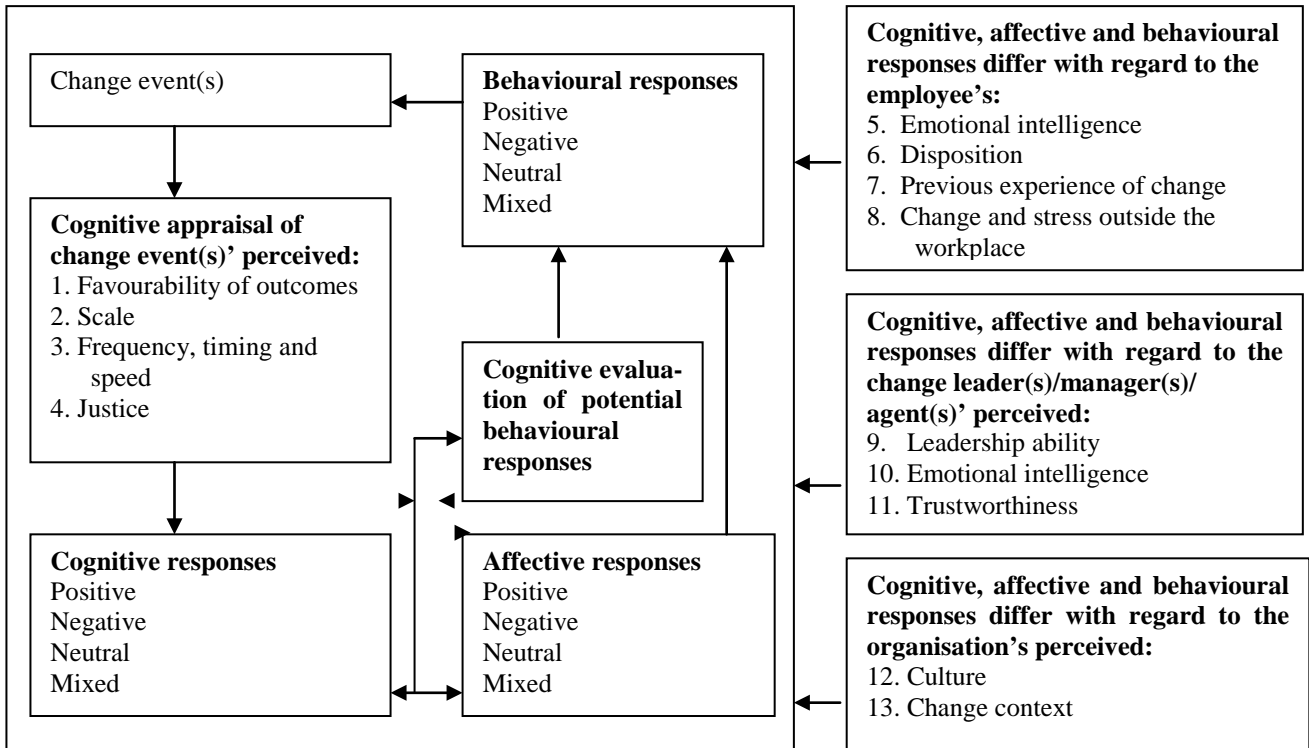 Change event(s)
Cognitive appraisal of
change event(s)' perceived:
1. Favourability of outcomes
2. Scale
3. Frequency, timing and
speed
4. Justice
Cognitive responses
Positive
Negative
Neutral
Mixed
Behavioural responses
Positive
Negative
Neutral
Mixed
Cognitive evalua-
tion of potential
behavioural
responses
Affective responses
Positive
Negative
Neutral
Mixed
Cognitive, affective and behavioural
responses differ with regard to the
employee's:
5. Emotional intelligence
6. Disposition
7. Previous experience of change
8. Change and stress outside the
workplace
Cognitive, affective and behavioural
responses differ with regard to the
change leader(s)/manager(s)/
agent(s)' perceived:
9. Leadership ability
10. Emotional intelligence
11. Trustworthiness
Cognitive, affective and behavioural
responses differ with regard to the
organisation's perceived:
12. Culture
13. Change context